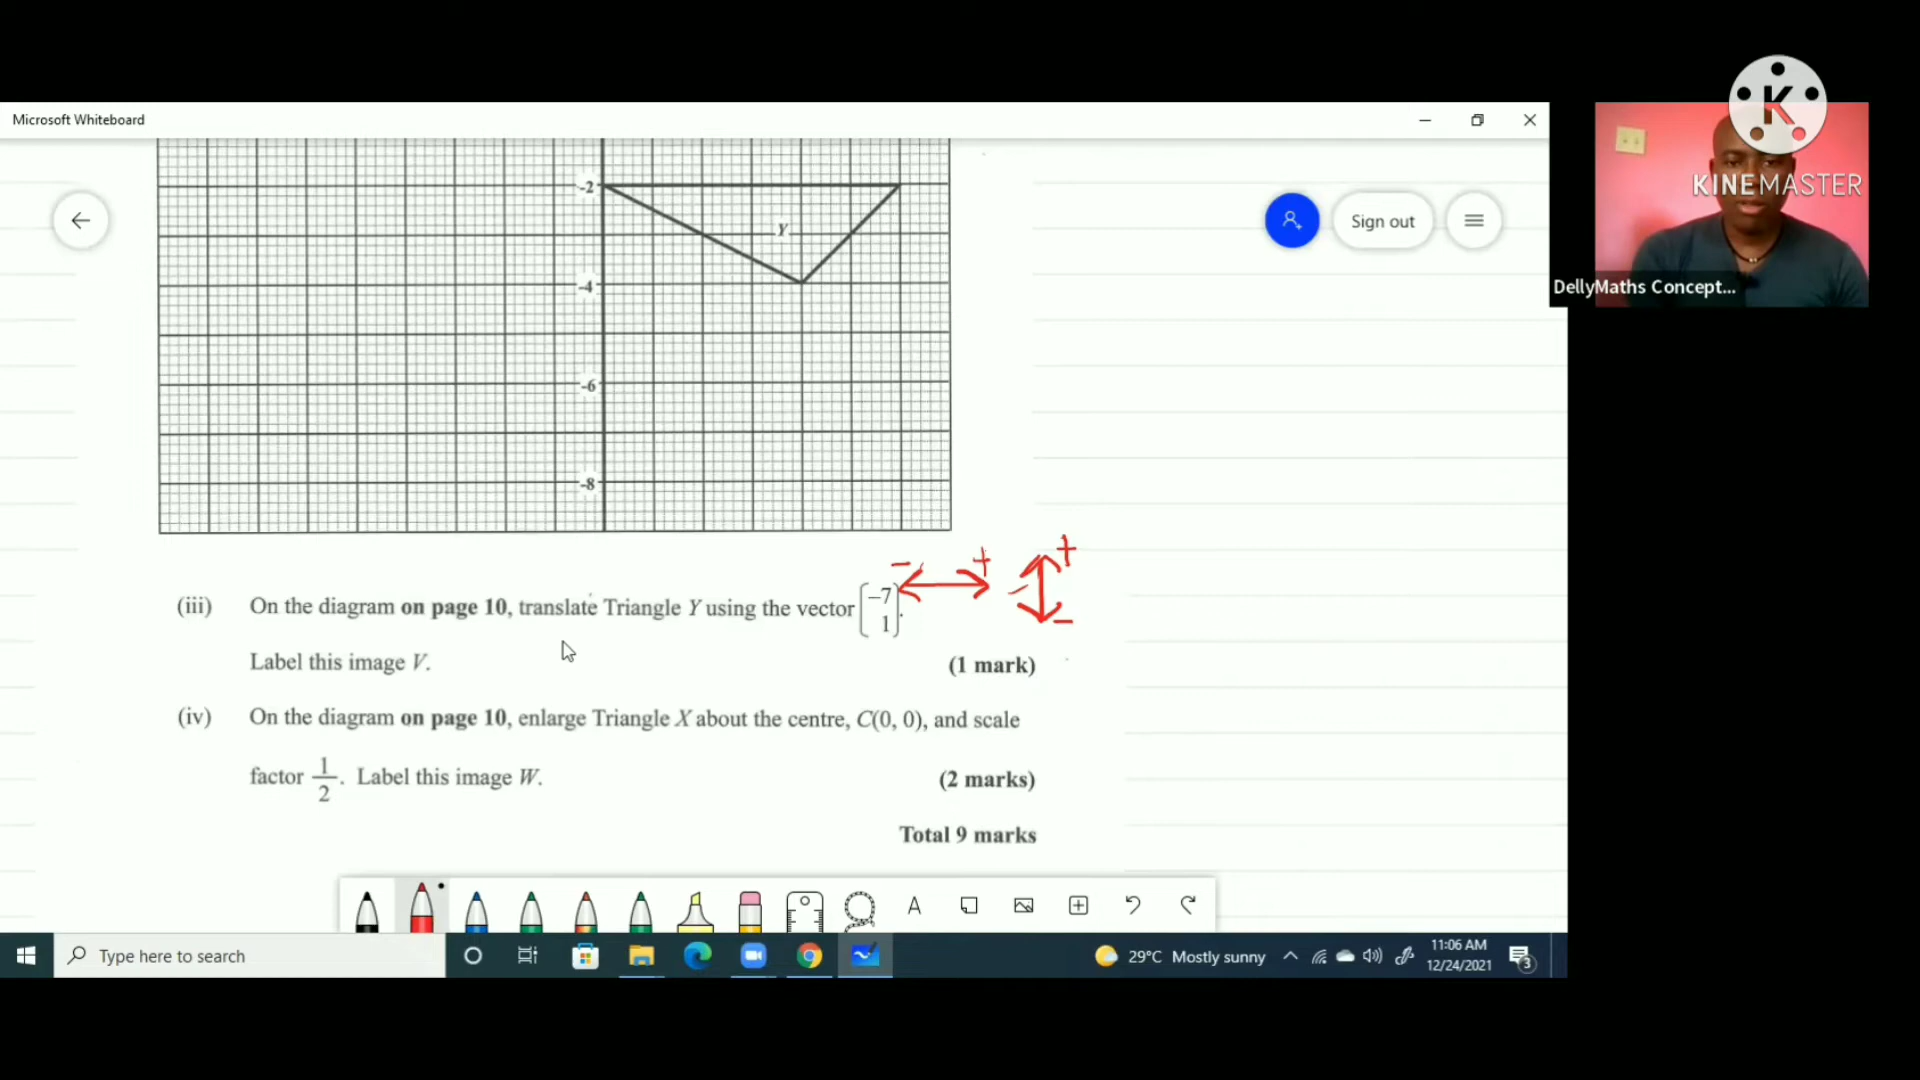 K
KINEMASTER
Microsoft Whiteboard
Sign out
DellyMaths Concept...
-2
Y
-4
-6
-8
- + +
-
(iii) On the diagram on page 10, translate Triangle Y using the vector [-7 1].
Label this image V. (1 mark)
(iv) On the diagram on page 10, enlarge Triangle X about the centre, C(0, 0), and scale
factor 1/2. Label this image W. (2 marks)
Total 9 marks
A
Type here to search
29°C Mostly sunny
11:06 AM
12/24/2021
3